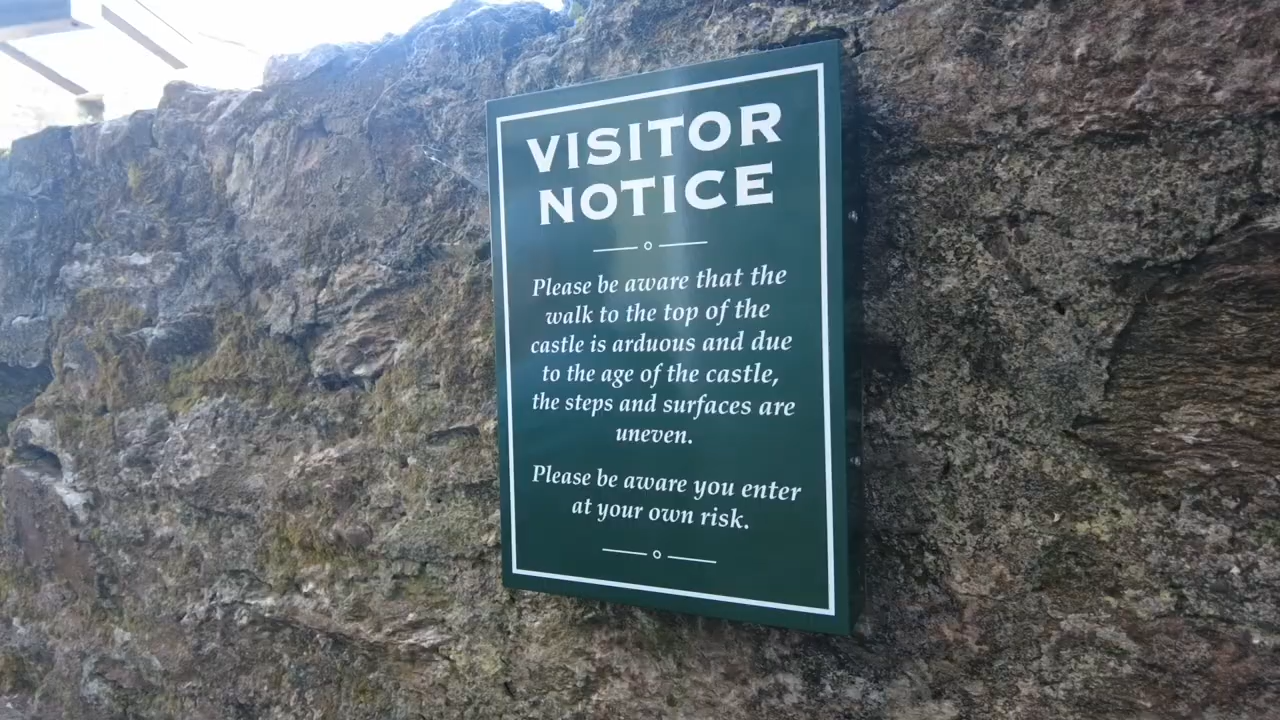 VISITOR
NOTICE
Please be aware that the
walk to the top of the
castle is arduous and due
to the age of the castle,
the steps and surfaces are
uneven.
Please be aware you enter
at your own risk.